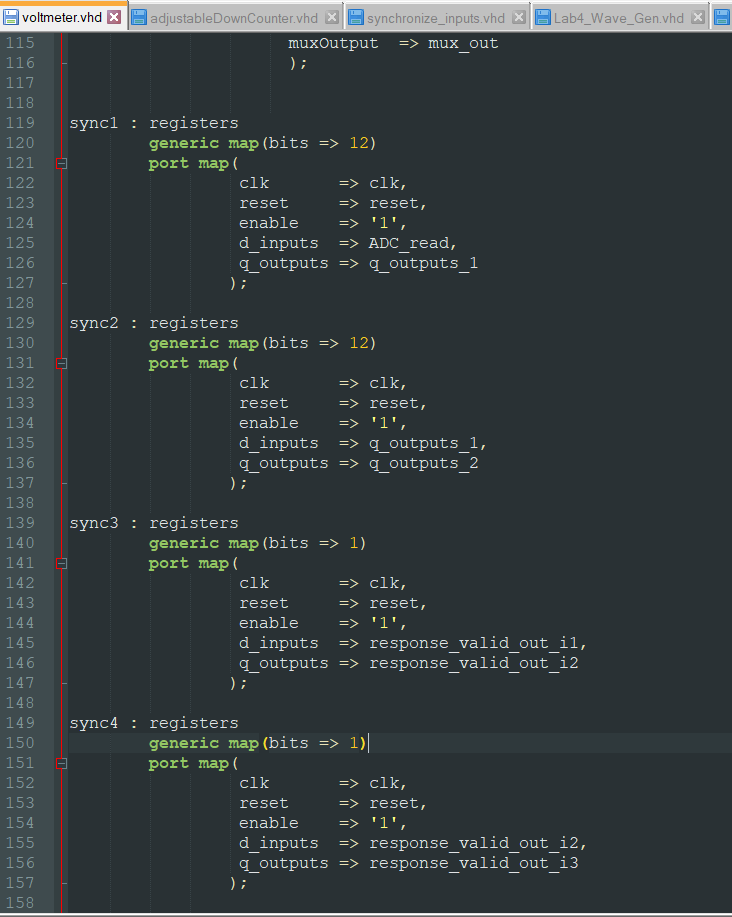 voltmeter.vhd adjustableDownCounter.vhd synchronize_inputs.vhd Lab4_Wave_Gen.vhd
115 muxOutput => mux_out
116 );
117
118
119 sync1 : registers
120 generic map(bits => 12)
121 port map(
122 clk => clk,
123 reset => reset,
124 enable => '1',
125 d_inputs => ADC_read,
126 q_outputs => q_outputs_1
127 );
128
129 sync2 : registers
130 generic map(bits => 12)
131 port map(
132 clk => clk,
133 reset => reset,
134 enable => '1',
135 d_inputs => q_outputs_1,
136 q_outputs => q_outputs_2
137 );
138
139 sync3 : registers
140 generic map(bits => 1)
141 port map(
142 clk => clk,
143 reset => reset,
144 enable => '1',
145 d_inputs => response_valid_out_i1,
146 q_outputs => response_valid_out_i2
147 );
148
149 sync4 : registers
150 generic map(bits => 1)
151 port map(
152 clk => clk,
153 reset => reset,
154 enable => '1',
155 d_inputs => response_valid_out_i2,
156 q_outputs => response_valid_out_i3
157 );
158